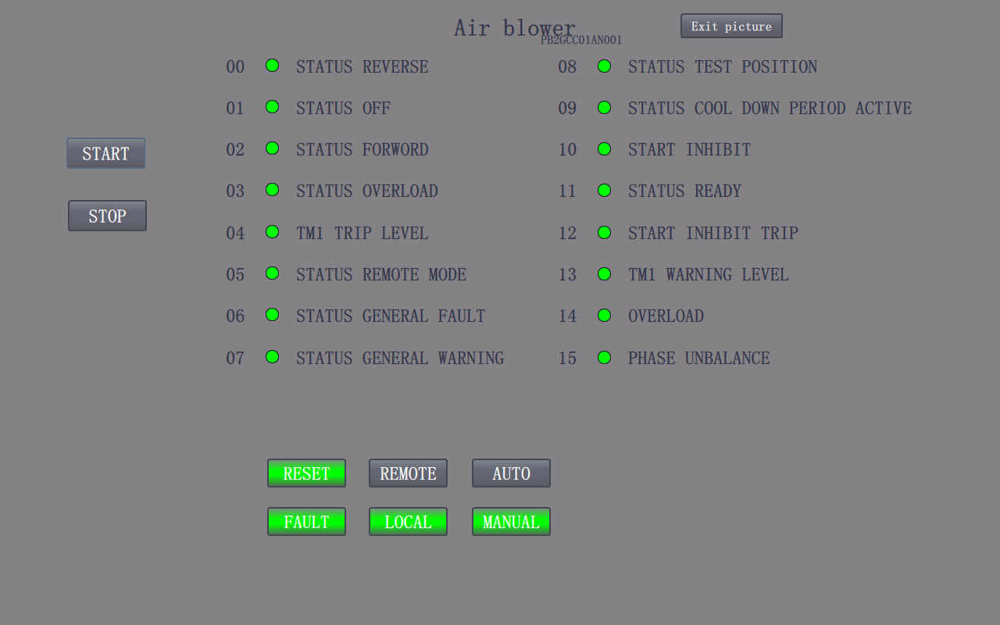 Air blower
PB2GCC01AN001
Exit picture
00 STATUS REVERSE
08 STATUS TEST POSITION
01 STATUS OFF
09 STATUS COOL DOWN PERIOD ACTIVE
START
02 STATUS FORWORD
10 START INHIBIT
03 STATUS OVERLOAD
11 STATUS READY
STOP
04 TM1 TRIP LEVEL
12 START INHIBIT TRIP
05 STATUS REMOTE MODE
13 TM1 WARNING LEVEL
06 STATUS GENERAL FAULT
14 OVERLOAD
07 STATUS GENERAL WARNING
15 PHASE UNBALANCE
RESET REMOTE AUTO
FAULT LOCAL MANUAL